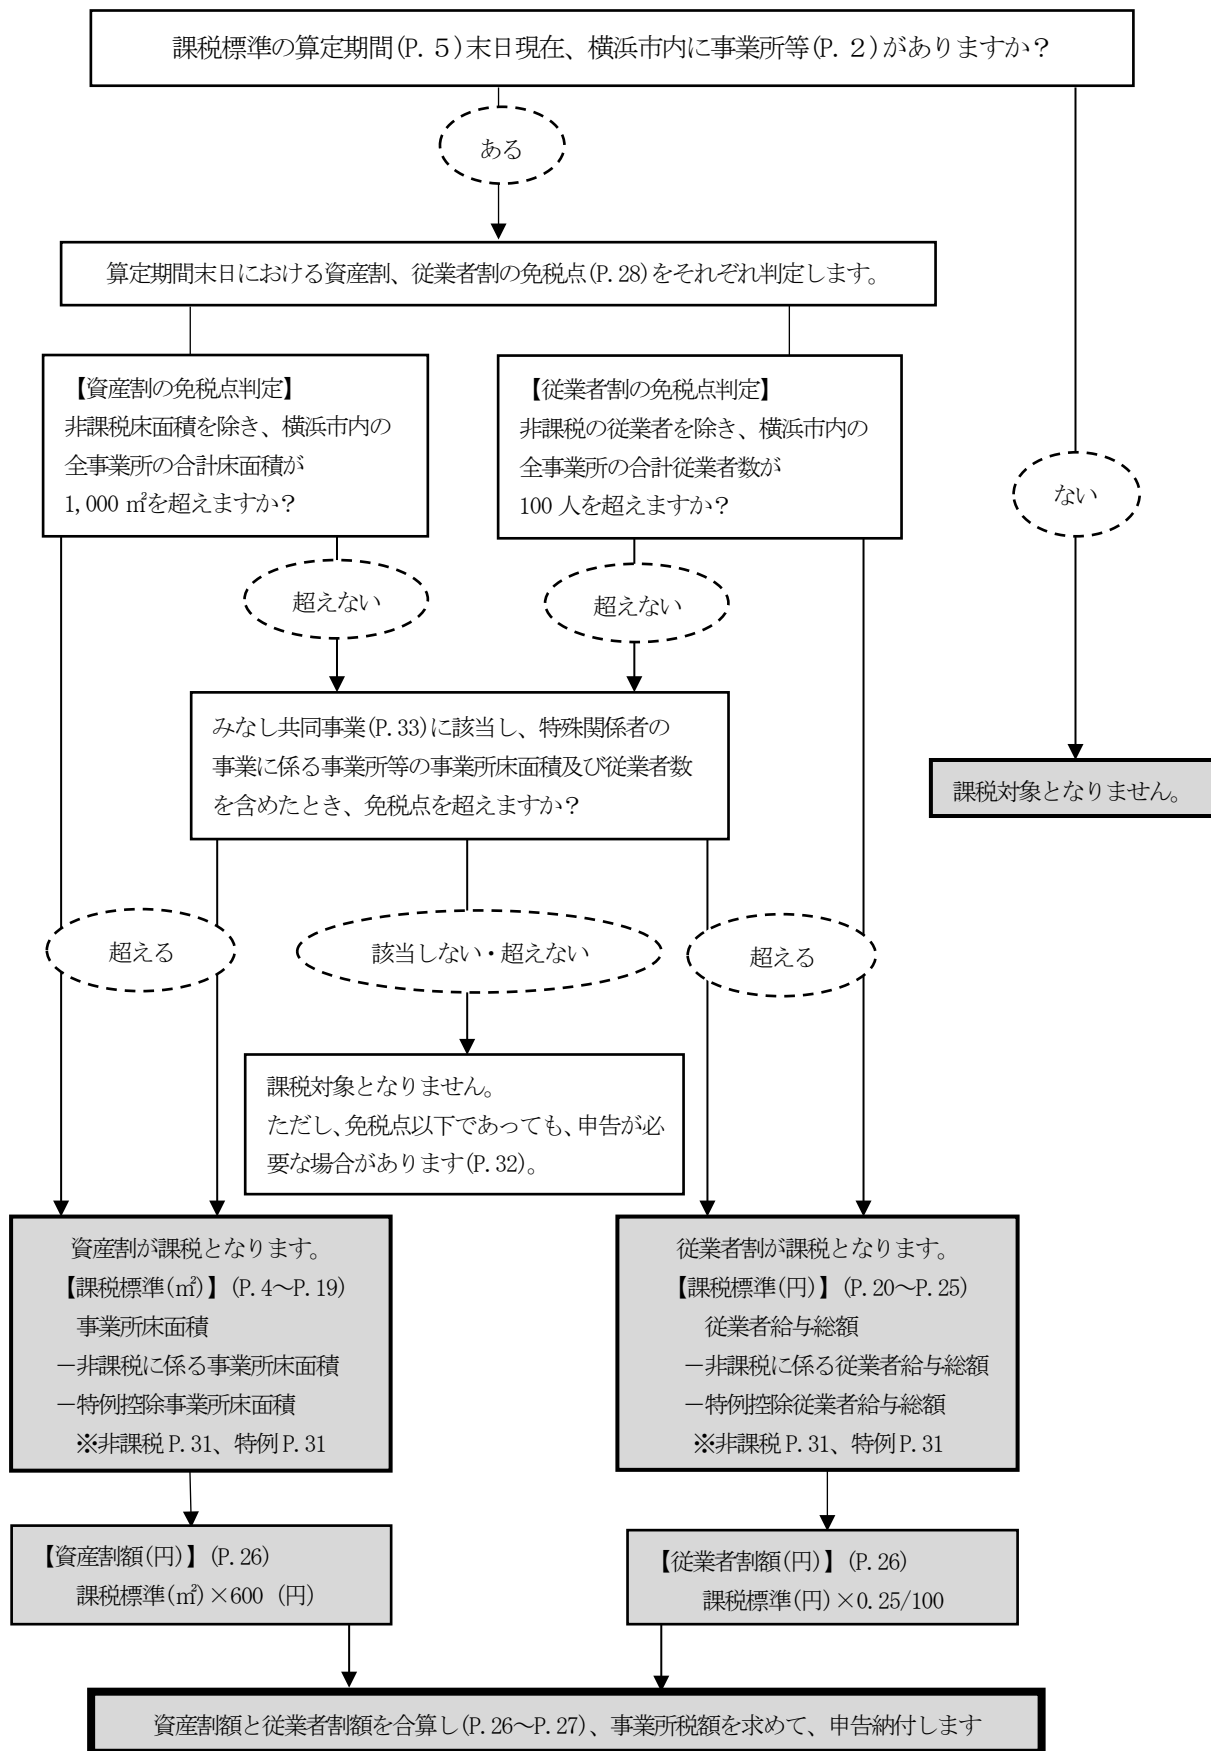 課税標準の算定期間(P.５)末日現在、横浜市内に事業所等(P.２)がありますか？
ある
算定期間末日における資産割、従業者割の免税点(P.28)をそれぞれ判定します。
【資産割の免税点判定】
非課税床面積を除き、横浜市内の
全事業所の合計床面積が
1,000 ㎡を超えますか？
【従業者割の免税点判定】
非課税の従業者を除き、横浜市内の
全事業所の合計従業者数が
100 人を超えますか？
ない
超えない
超えない
みなし共同事業(P.33)に該当し、特殊関係者の
事業に係る事業所等の事業所床面積及び従業者数
を含めたとき、免税点を超えますか？
課税対象となりません。
超える
該当しない・超えない
超える
課税対象となりません。
ただし、免税点以下であっても、申告が必
要な場合があります(P.32)。
資産割が課税となります。
【課税標準(㎡)】(P.4～P.19)
事業所床面積
－非課税に係る事業所床面積
－特例控除事業所床面積
※非課税 P.31、特例 P.31
従業者割が課税となります。
【課税標準(円)】(P.20～P.25)
従業者給与総額
－非課税に係る従業者給与総額
－特例控除従業者給与総額
※非課税 P.31、特例 P.31
【資産割額(円)】(P.26)
課税標準(㎡)×600 (円)
【従業者割額(円)】(P.26)
課税標準(円)×0.25/100
資産割額と従業者割額を合算し(P.26～P.27)、事業所税額を求めて、申告納付します